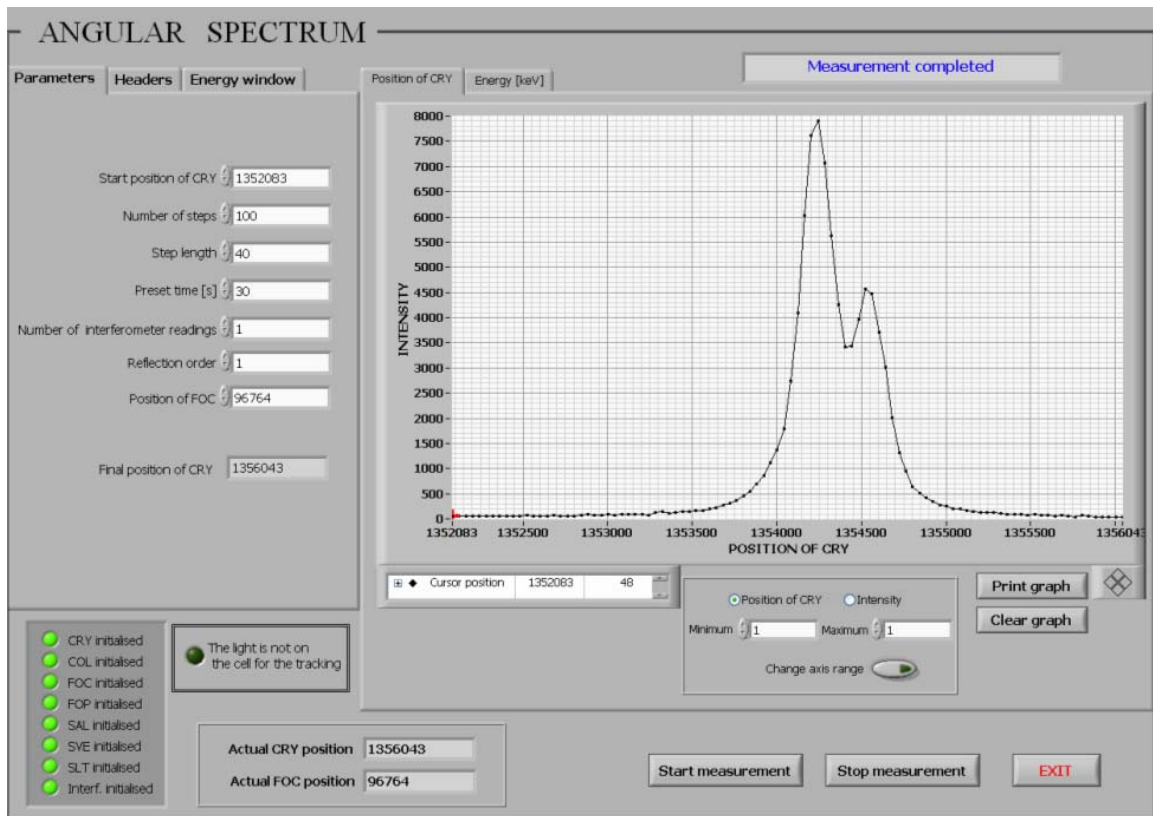 ANGULAR SPECTRUM
Parameters Headers Energy window
Position of CRY Energy [keV]
Measurement completed
Start position of CRY 1352083
Number of steps 100
Step length 40
Preset time [s] 30
Number of interferometer readings 1
Reflection order 1
Position of FOC 96764
Final position of CRY 1356043
INTENSITY
8000
7500
7000
6500
6000
5500
5000
4500
4000
3500
3000
2500
2000
1500
1000
500
0
1352083 1352500 1353000 1353500 1354000 1354500 1355000 1355500 1356043
POSITION OF CRY
Cursor position 1352083 48
Position of CRY Intensity
Minimum 1 Maximum 1
Change axis range
Print graph
Clear graph
CRY initialised
COL initialised
FOC initialised
FOP initialised
SAL initialised
SVE initialised
SLT initialised
Interf. initialised
The light is not on
the cell for the tracking
Actual CRY position 1356043
Actual FOC position 96764
Start measurement Stop measurement EXIT